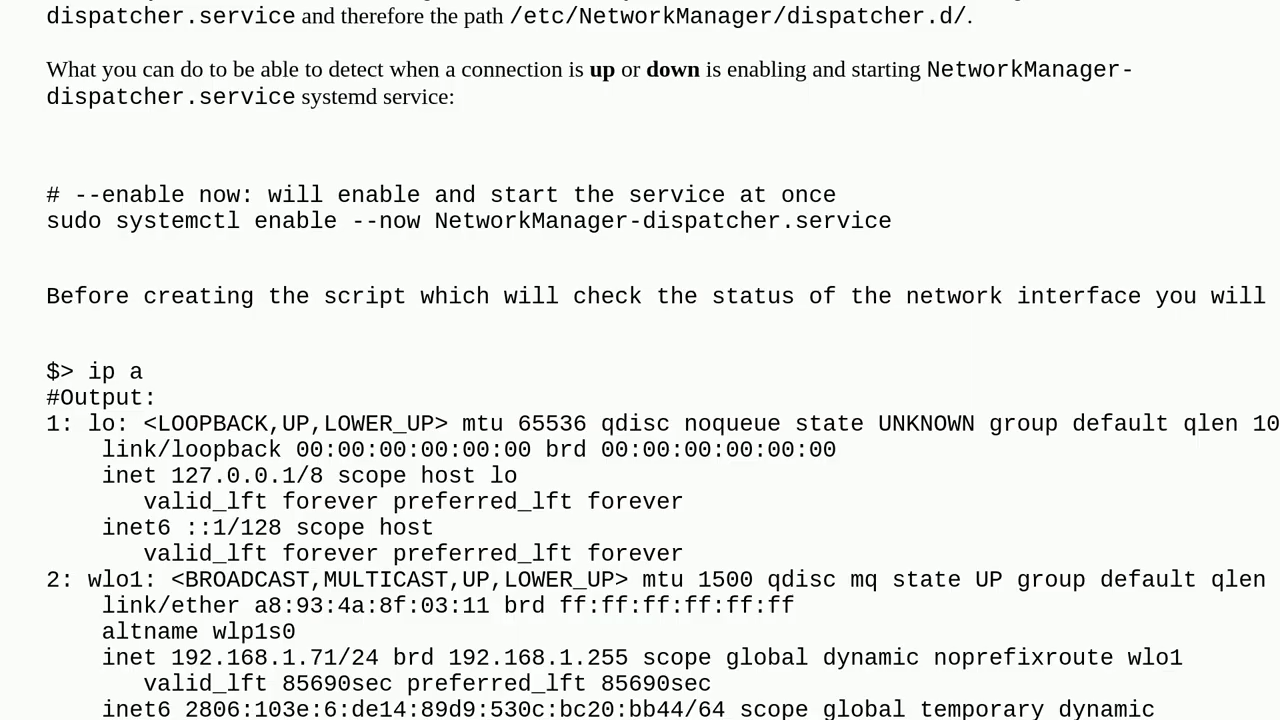 dispatcher.service and therefore the path /etc/NetworkManager/dispatcher.d/.
What you can do to be able to detect when a connection is up or down is enabling and starting NetworkManager-
dispatcher.service systemd service:
# --enable now: will enable and start the service at once
sudo systemctl enable --now NetworkManager-dispatcher.service
Before creating the script which will check the status of the network interface you will
$> ip a
#Output:
1: lo: <LOOPBACK,UP,LOWER_UP> mtu 65536 qdisc noqueue state UNKNOWN group default qlen 10
link/loopback 00:00:00:00:00:00 brd 00:00:00:00:00:00
inet 127.0.0.1/8 scope host lo
valid_lft forever preferred_lft forever
inet6 ::1/128 scope host
valid_lft forever preferred_lft forever
2: wlo1: <BROADCAST,MULTICAST,UP,LOWER_UP> mtu 1500 qdisc mq state UP group default qlen
link/ether a8:93:4a:8f:03:11 brd ff:ff:ff:ff:ff:ff
altname wlp1s0
inet 192.168.1.71/24 brd 192.168.1.255 scope global dynamic noprefixroute wlo1
valid_lft 85690sec preferred_lft 85690sec
inet6 2806:103e:6:de14:89d9:530c:bc20:bb44/64 scope global temporary dynamic